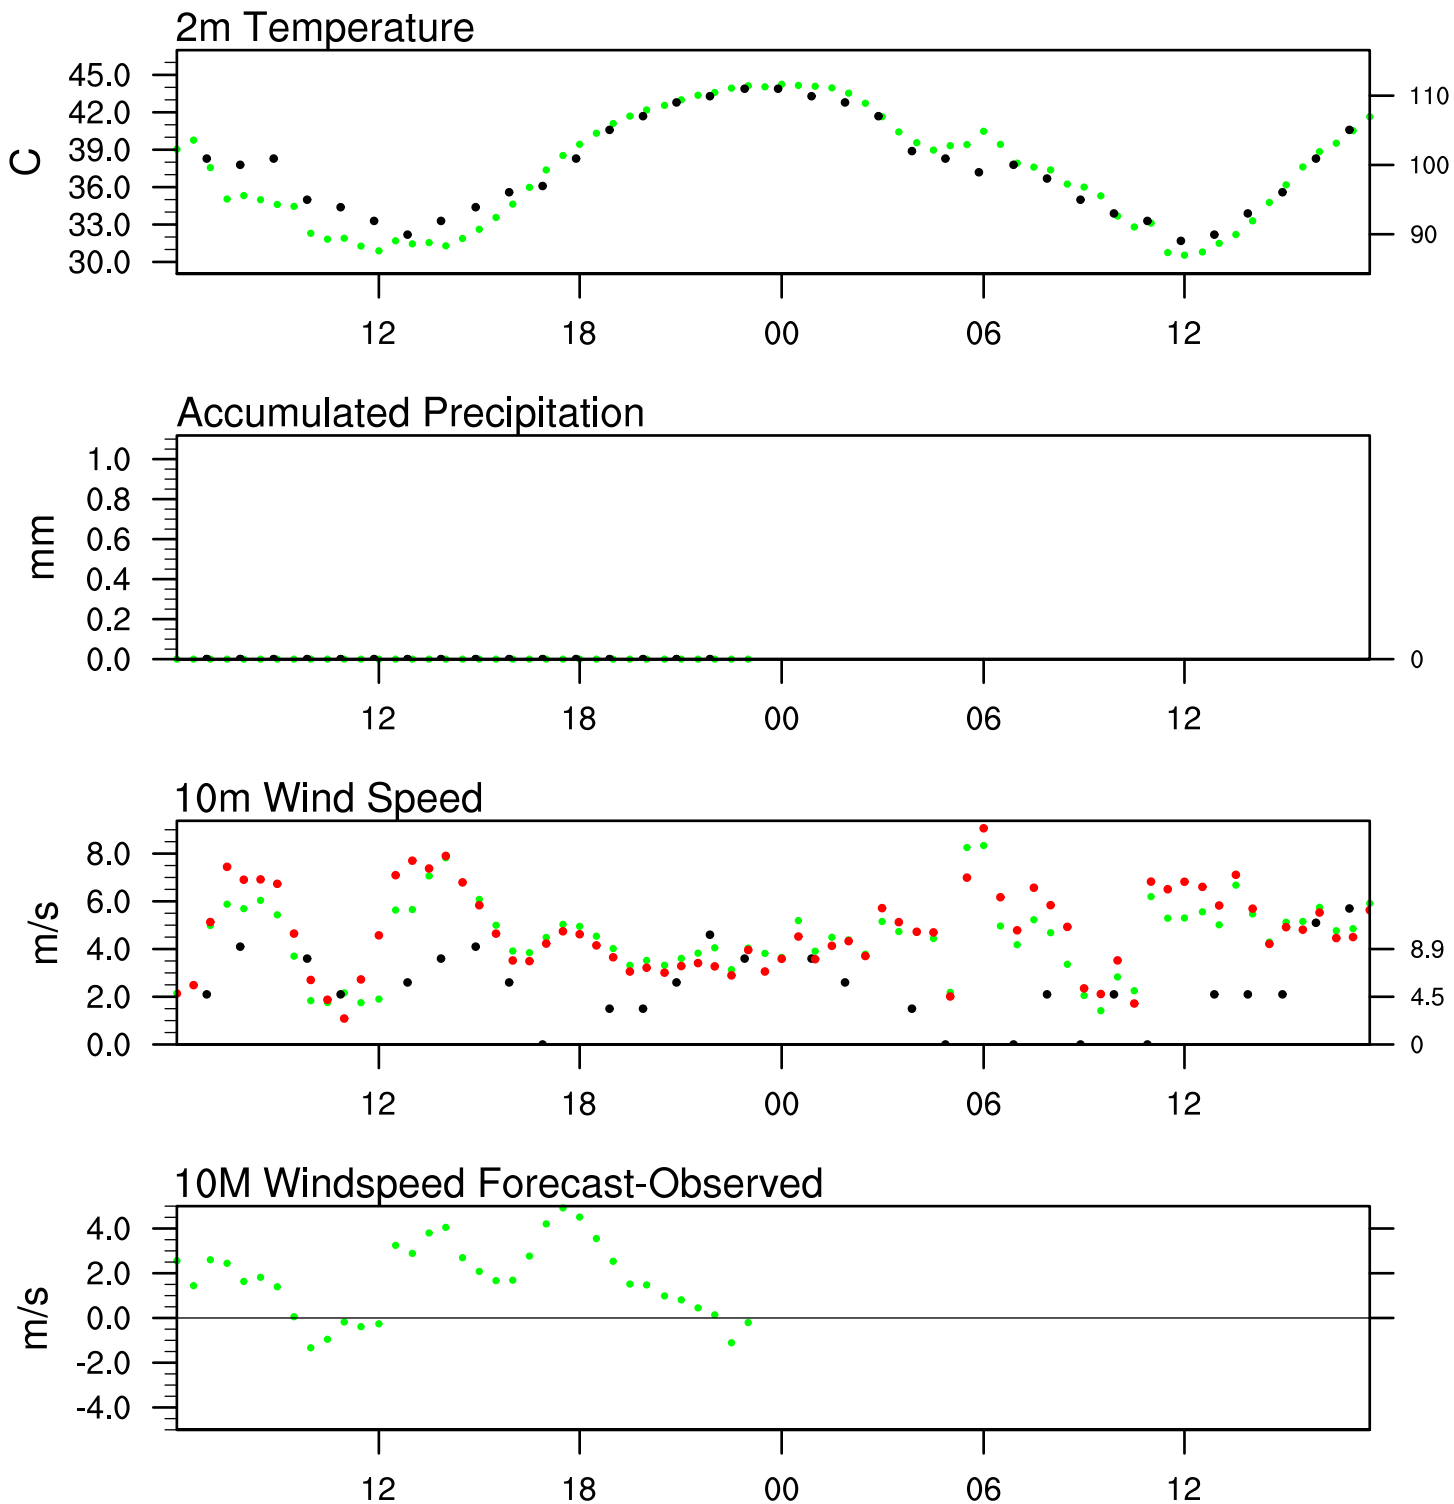 2m Temperature
45.0
42.0
39.0
36.0
33.0
30.0
C
110
100
90
12 18 00 06 12
Accumulated Precipitation
1.0
0.8
0.6
0.4
0.2
0.0
mm
0
12 18 00 06 12
10m Wind Speed
8.0
6.0
4.0
2.0
0.0
m/s
8.9
4.5
0
12 18 00 06 12
10M Windspeed Forecast-Observed
4.0
2.0
0.0
-2.0
-4.0
m/s
12 18 00 06 12